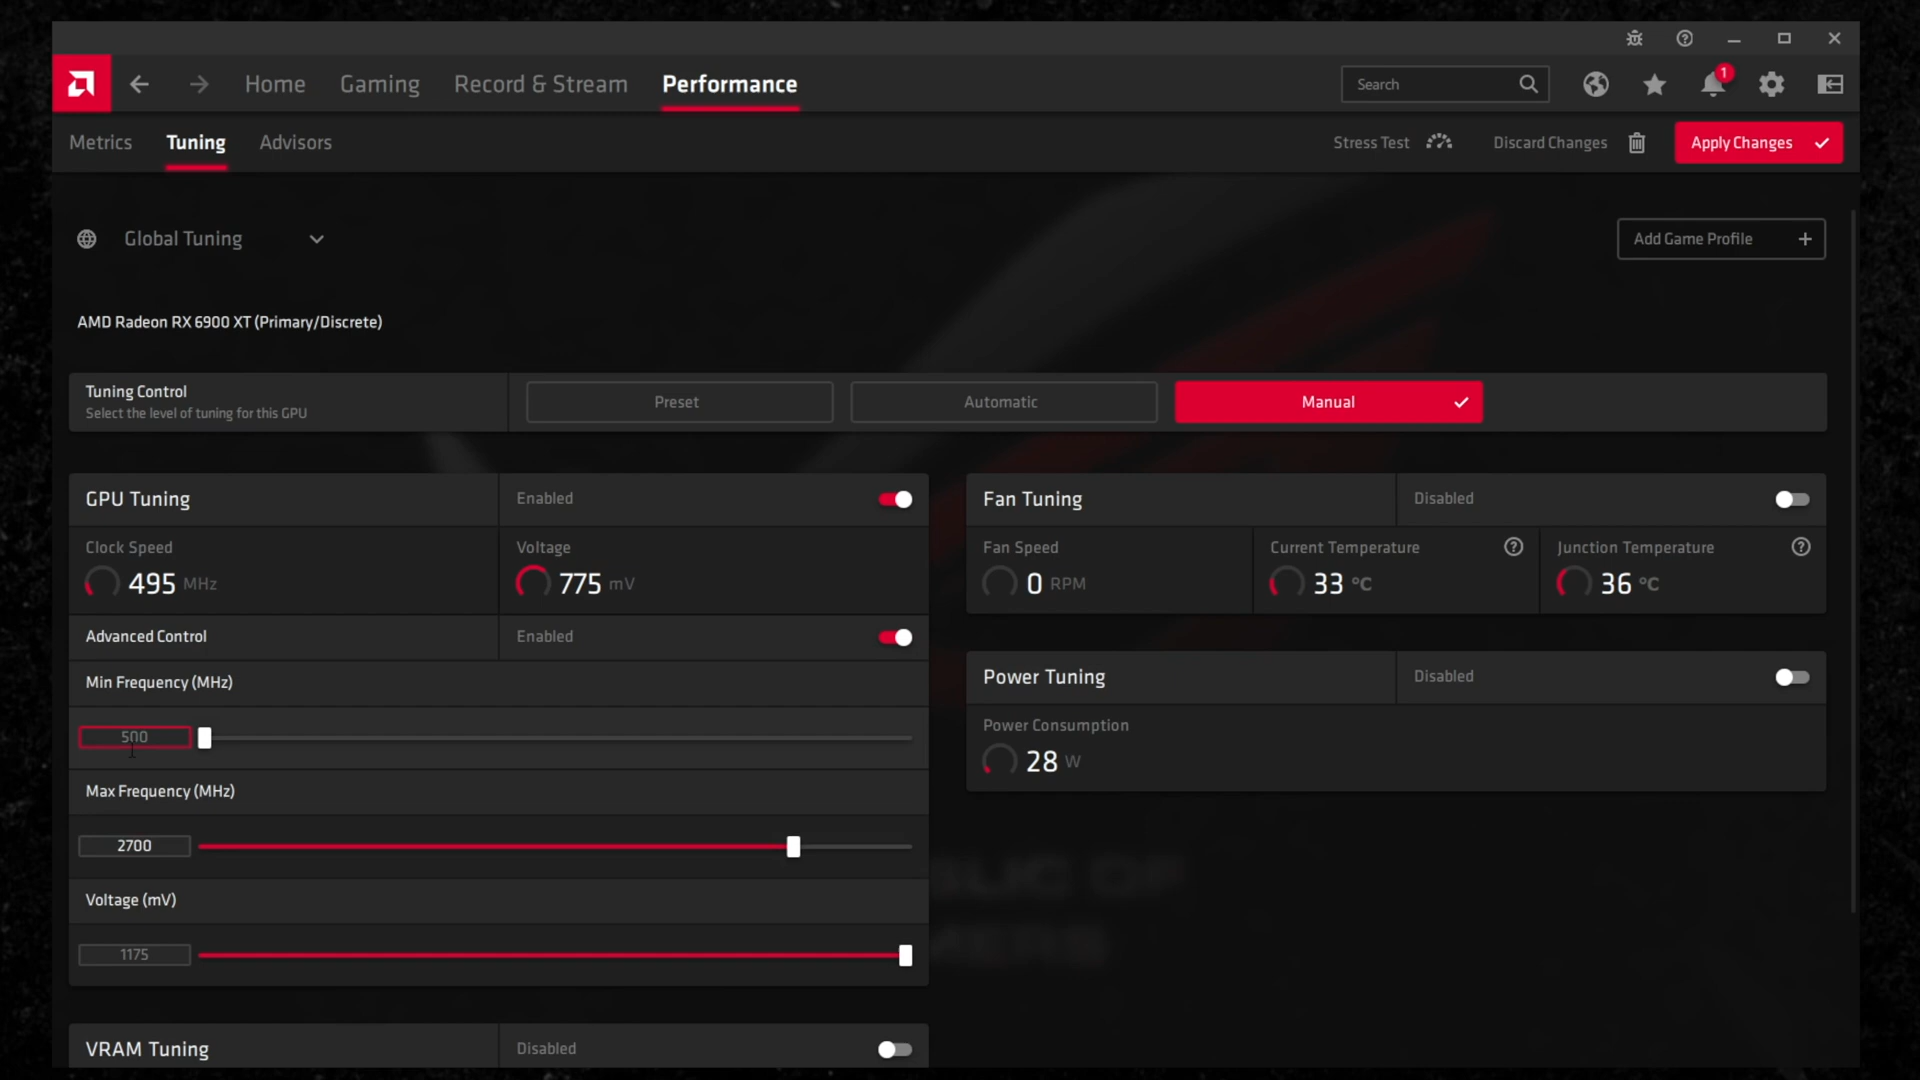 Home Gaming Record & Stream Performance Search 1
Metrics Tuning Advisors Stress Test Discard Changes Apply Changes
Global Tuning Add Game Profile
AMD Radeon RX 6900 XT (Primary/Discrete)
Tuning Control
Select the level of tuning for this GPU
Preset Automatic Manual
GPU Tuning Enabled
Clock Speed Voltage
495 MHz 775 mV
Advanced Control Enabled
Min Frequency (MHz)
500
Max Frequency (MHz)
2700
Voltage (mV)
1175
VRAM Tuning Disabled
Fan Tuning Disabled
Fan Speed Current Temperature Junction Temperature
0 RPM 33 °C 36 °C
Power Tuning Disabled
Power Consumption
28 W